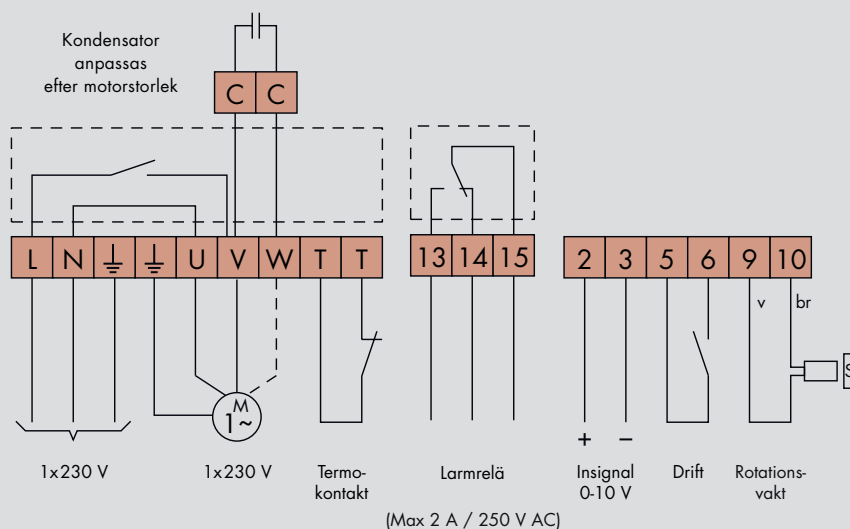 Kondensator
anpassas
efter motorstorlek
C C
L N U V W T T
13 14 15
2 3 5 6 9 10
v br
S
M
1~
+ −
1x230 V
1x230 V
Termo-
kontakt
Larmrelä
(Max 2 A / 250 V AC)
Insignal
0-10 V
Drift
Rotations-
vakt